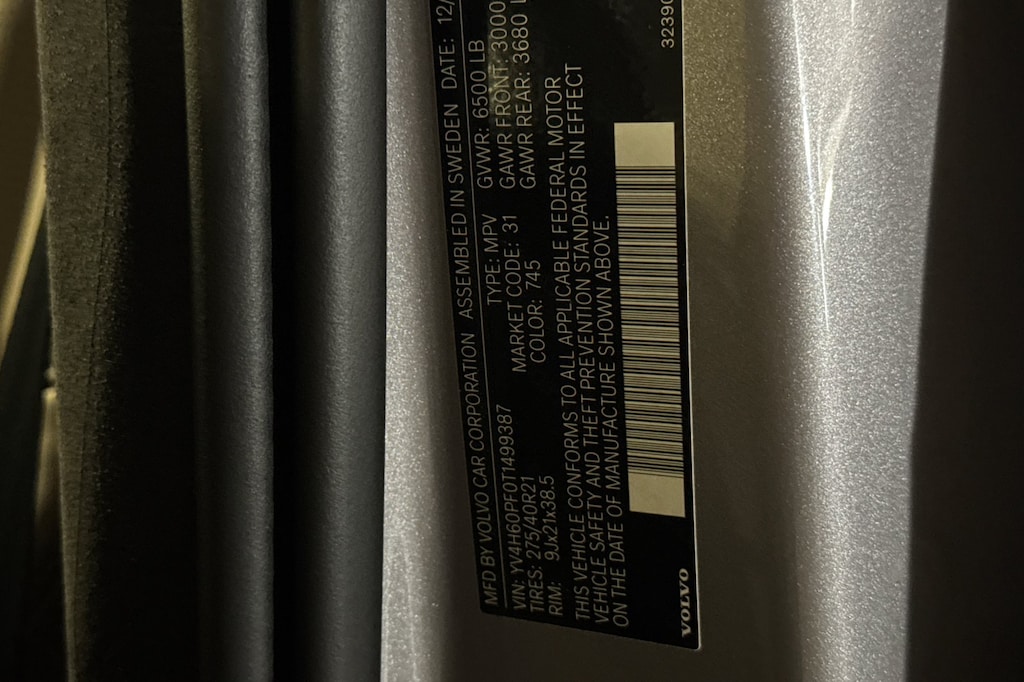 MFD BY VOLVO CAR CORPORATION ASSEMBLED IN SWEDEN DATE: 12/
VIN: YV4H60PF0T1499387 TYPE: MPV GVWR: 6500 LB
TIRES: 275/40R21 MARKET CODE: 31 GAWR FRONT: 3000
RIM: 9Jx21x38.5 COLOR: 745 GAWR REAR: 3680 L
THIS VEHICLE CONFORMS TO ALL APPLICABLE FEDERAL MOTOR
VEHICLE SAFETY AND THEFT PREVENTION STANDARDS IN EFFECT
ON THE DATE OF MANUFACTURE SHOWN ABOVE.
VOLVO 32390